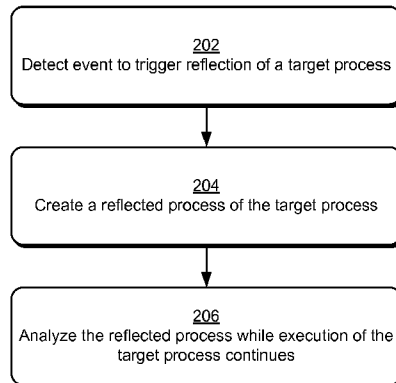 202
Detect event to trigger reflection of a target process
204
Create a reflected process of the target process
206
Analyze the reflected process while execution of the
target process continues